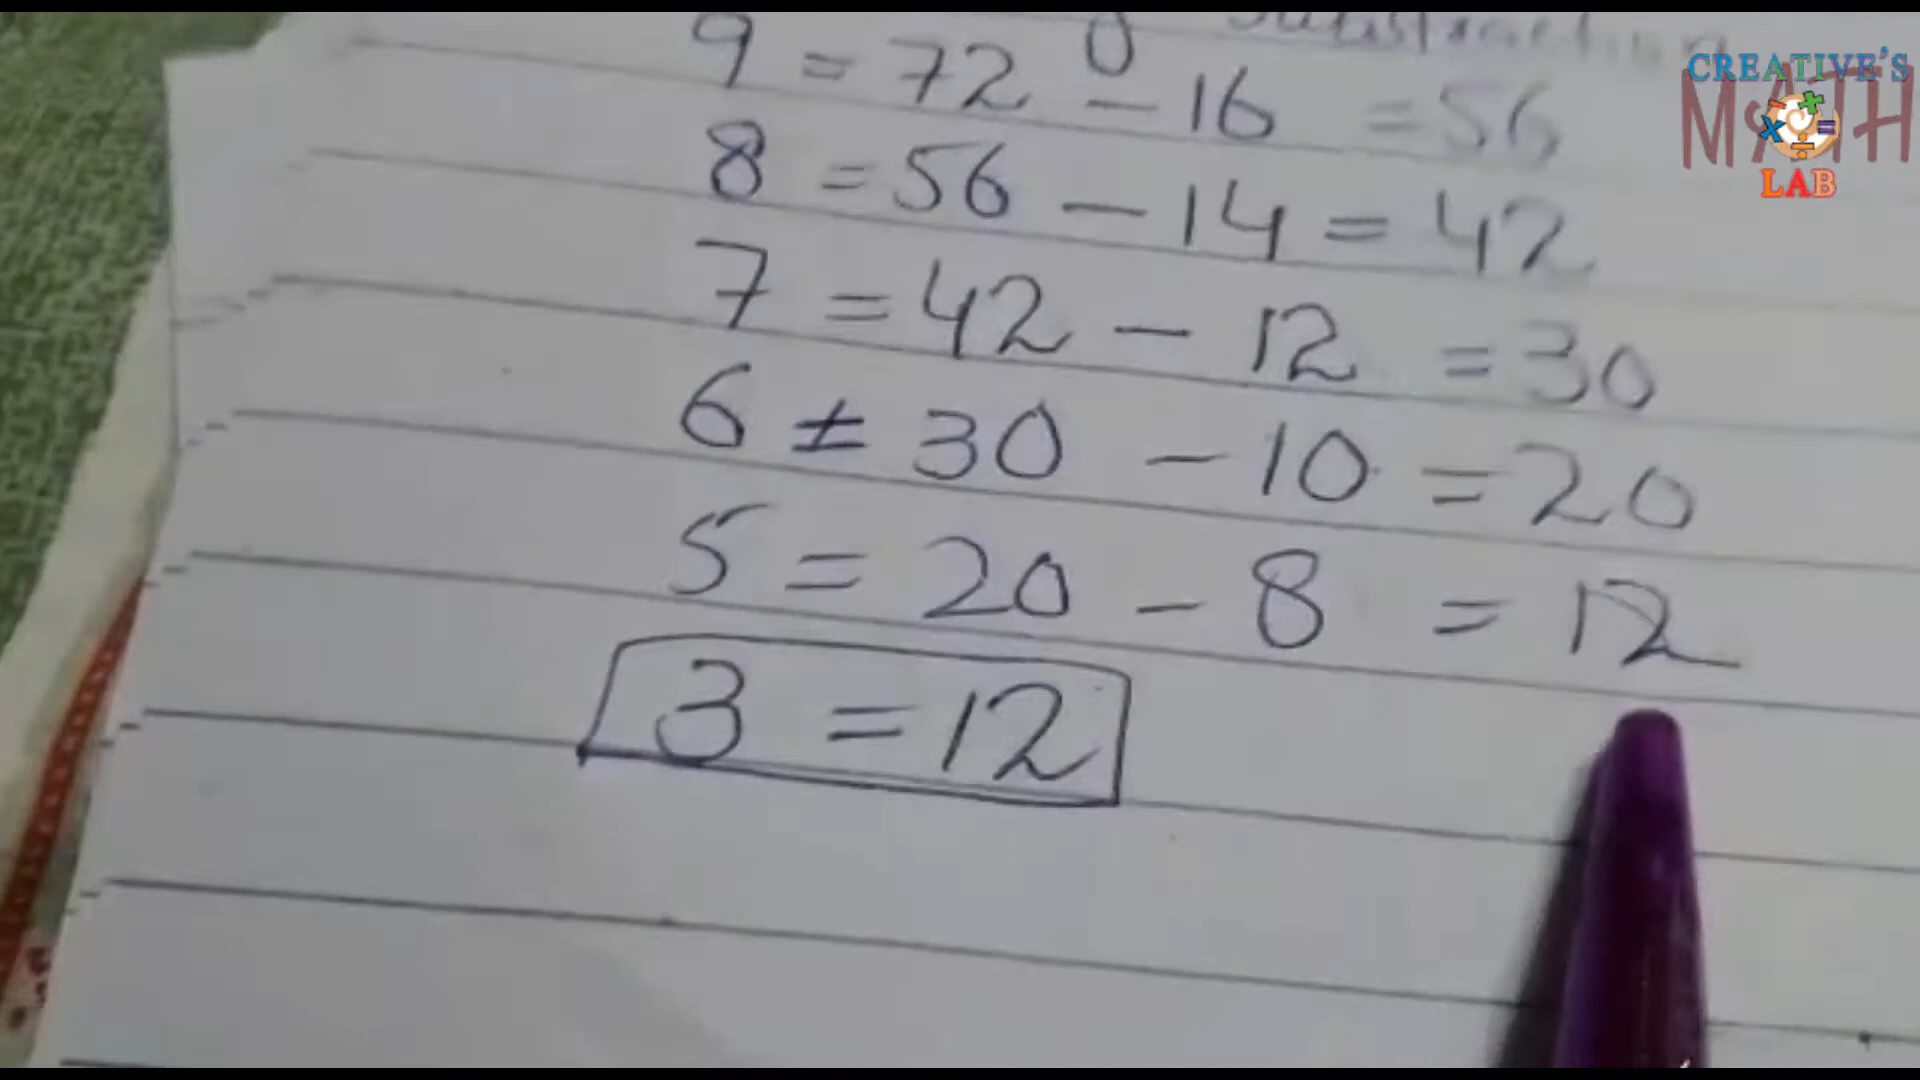 Substraction
9 = 72 - 16 = 56
8 = 56 - 14 = 42
7 = 42 - 12 = 30
6 ± 30 - 10 = 20
5 = 20 - 8 = 12
3 = 12
CREATIVE'S
MATH
LAB